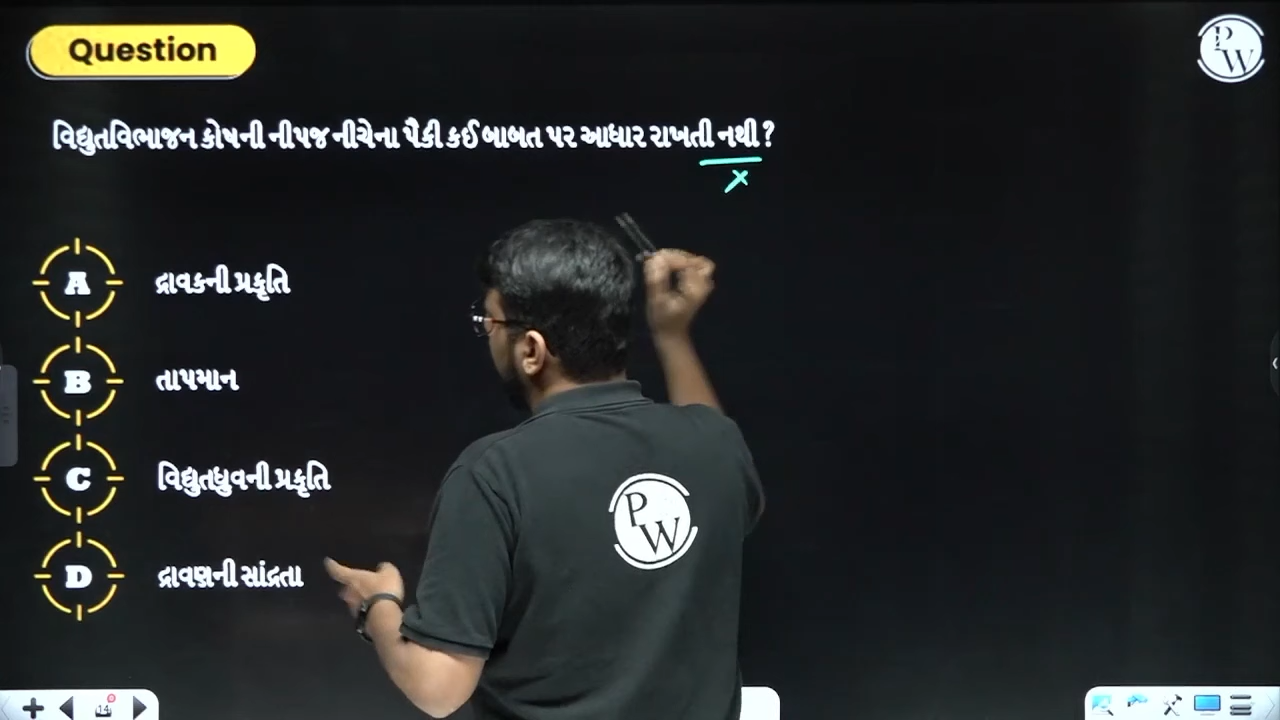 Question
PW
વિદ્યુતવિભાજન કોષની નીપજ નીચેના પૈકી કઈ બાબત પર આધાર રાખતી નથી ?
x
A દ્રાવકની પ્રકૃતિ
B તાપમાન
C વિદ્યુતધ્રુવની પ્રકૃતિ
D દ્રાવણની સાંદ્રતા
PW
14